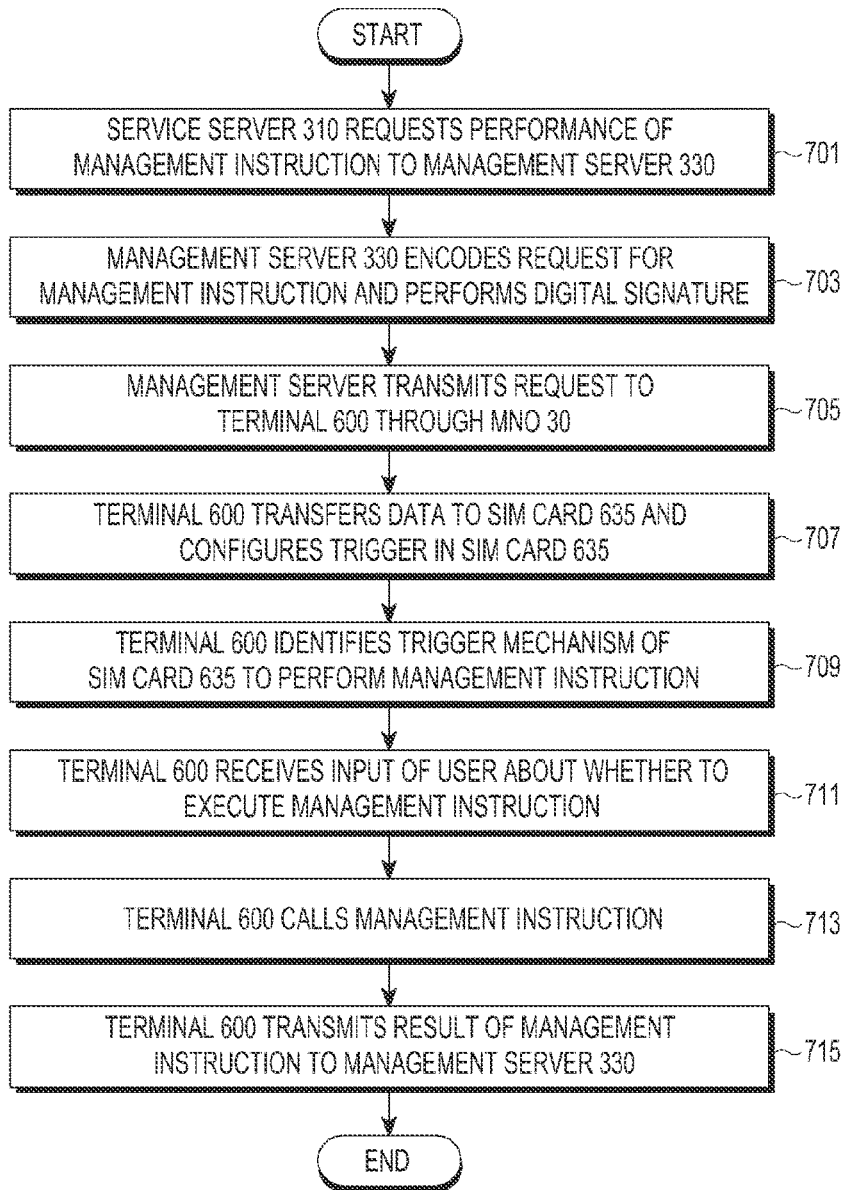 START
SERVICE SERVER 310 REQUESTS PERFORMANCE OF
MANAGEMENT INSTRUCTION TO MANAGEMENT SERVER 330
701
MANAGEMENT SERVER 330 ENCODES REQUEST FOR
MANAGEMENT INSTRUCTION AND PERFORMS DIGITAL SIGNATURE
703
MANAGEMENT SERVER TRANSMITS REQUEST TO
TERMINAL 600 THROUGH MNO 30
705
TERMINAL 600 TRANSFERS DATA TO SIM CARD 635 AND
CONFIGURES TRIGGER IN SIM CARD 635
707
TERMINAL 600 IDENTIFIES TRIGGER MECHANISM OF
SIM CARD 635 TO PERFORM MANAGEMENT INSTRUCTION
709
TERMINAL 600 RECEIVES INPUT OF USER ABOUT WHETHER TO
EXECUTE MANAGEMENT INSTRUCTION
711
TERMINAL 600 CALLS MANAGEMENT INSTRUCTION
713
TERMINAL 600 TRANSMITS RESULT OF MANAGEMENT
INSTRUCTION TO MANAGEMENT SERVER 330
715
END